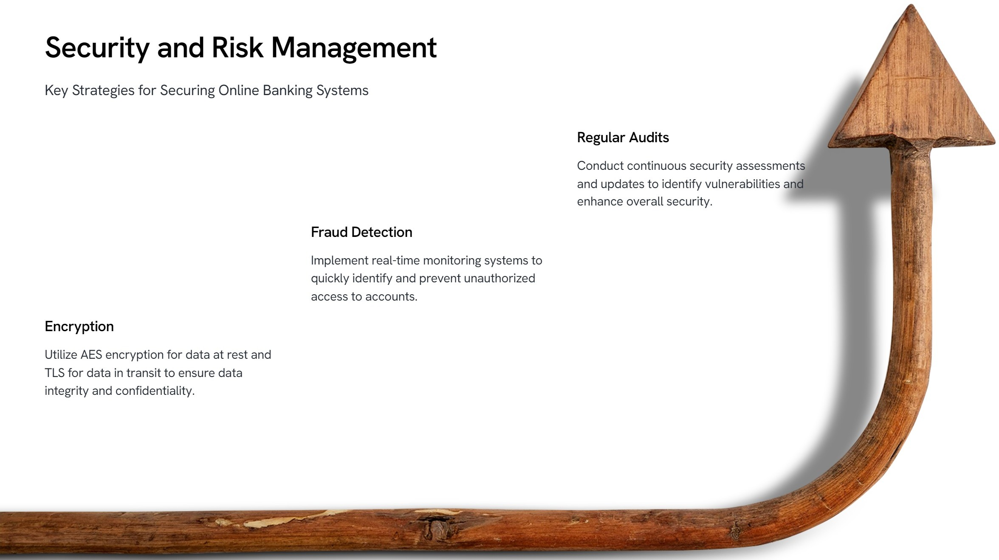 Security and Risk Management
Key Strategies for Securing Online Banking Systems
Regular Audits
Conduct continuous security assessments
and updates to identify vulnerabilities and
enhance overall security.
Fraud Detection
Implement real-time monitoring systems to
quickly identify and prevent unauthorized
access to accounts.
Encryption
Utilize AES encryption for data at rest and
TLS for data in transit to ensure data
integrity and confidentiality.